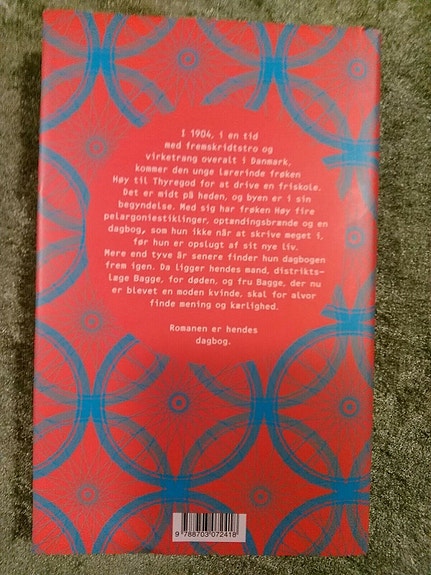 I 1904, i en tid
med fremskridtstro og
virketrang overalt i Danmark,
kommer den unge lærerinde frøken
Høy til Thyregod for at drive en friskole.
Det er midt på heden, og byen er i sin
begyndelse. Med sig har frøken Høy fire
pelargoniestiklinger, optændingsbrænde og en
dagbog, som hun ikke når at skrive meget i,
før hun er opslugt af sit nye liv.
Mere end tyve år senere finder hun dagbogen
frem igen. Da ligger hendes mand, distrikts-
læge Bagge, for døden, og fru Bagge, der nu
er blevet en moden kvinde, skal for alvor
finde mening og kærlighed.
Romanen er hendes
dagbog.
9 788703 072418